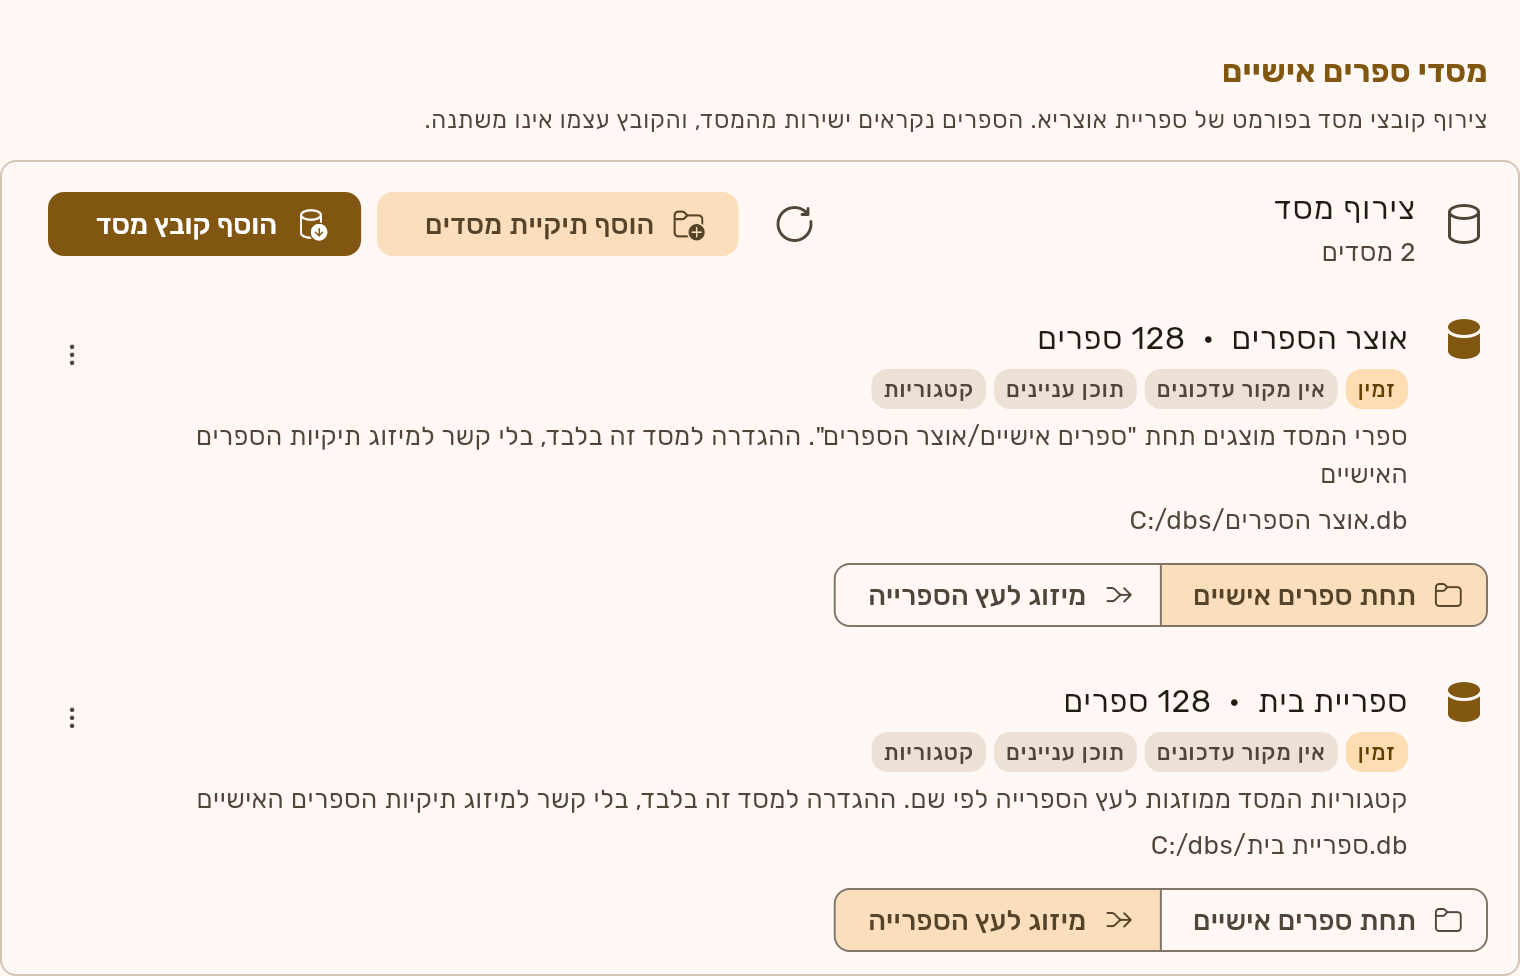 מסדי ספרים אישיים
צירוף קובצי מסד בפורמט של ספריית אוצריא. הספרים נקראים ישירות מהמסד, והקובץ עצמו אינו משתנה.
צירוף מסד
2 מסדים
הוסף תיקיית מסדים
הוסף קובץ מסד
אוצר הספרים • 128 ספרים
זמין
אין מקור עדכונים
תוכן עניינים
קטגוריות
ספרי המסד מוצגים תחת "ספרים אישיים/אוצר הספרים". ההגדרה למסד זה בלבד, בלי קשר למיזוג תיקיות הספרים
האישיים
C:/dbs/אוצר הספרים.db
תחת ספרים אישיים
מיזוג לעץ הספרייה
ספריית בית • 128 ספרים
זמין
אין מקור עדכונים
תוכן עניינים
קטגוריות
קטגוריות המסד ממוזגות לעץ הספרייה לפי שם. ההגדרה למסד זה בלבד, בלי קשר למיזוג תיקיות הספרים האישיים
C:/dbs/ספריית בית.db
תחת ספרים אישיים
מיזוג לעץ הספרייה